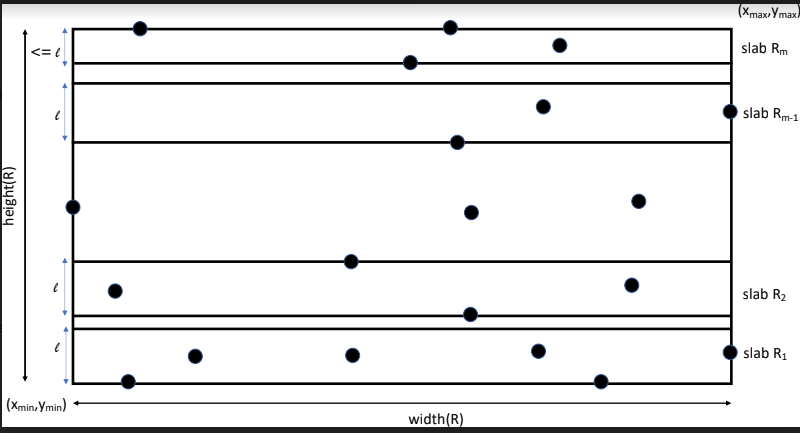 (xmax,ymax)
<= ℓ
slab Rm
ℓ
slab Rm-1
height(R)
ℓ
slab R2
ℓ
slab R1
(xmin,ymin)
width(R)